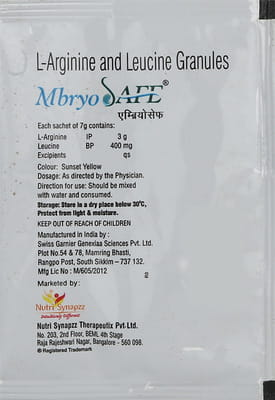 L-Arginine and Leucine Granules
Mbryo SAFE®
एम्ब्रियोसेफ
Each sachet of 7g contains:
L-Arginine IP 3 g
Leucine BP 400 mg
Excipients qs
Colour: Sunset Yellow
Dosage: As directed by the Physician.
Direction for use: Should be mixed
with water and consumed.
Storage: Store in a dry place below 30°C,
Protect from light & moisture.
KEEP OUT OF REACH OF CHILDREN
Manufactured in India by :
Swiss Garnier Genexiaa Sciences Pvt. Ltd.
Plot No.54 & 78, Mamring Bhasti,
Rangpo Post, South Sikkim – 737 132.
Mfg Lic No : M/605/2012
Marketed by:
Nutri Synapzz
Nutri Synapzz Therapeutix Pvt Ltd.
No. 203, 2nd Floor, BEML 4th Stage
Raja Rajeshwari Nagar, Bangalore - 560 098.
® Registered Trademark